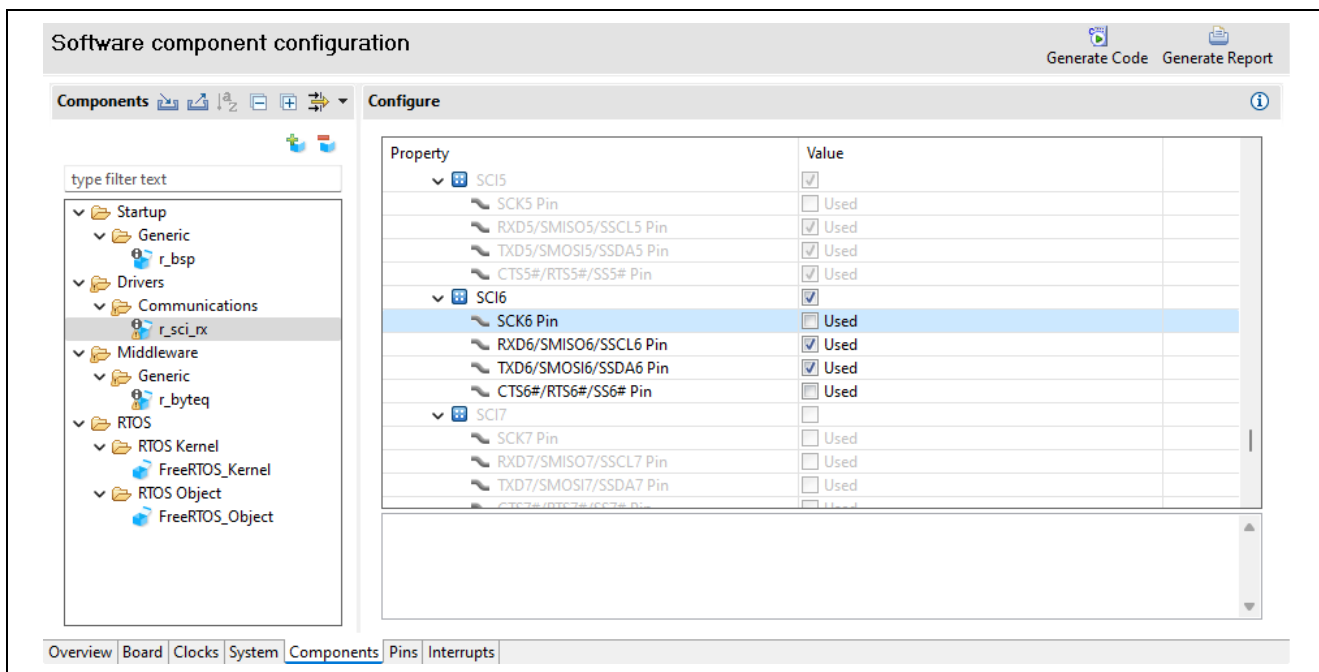 Software component configuration
Generate Code Generate Report
Components
Configure
type filter text
Startup
Generic
r_bsp
Drivers
Communications
r_sci_rx
Middleware
Generic
r_byteq
RTOS
RTOS Kernel
FreeRTOS_Kernel
RTOS Object
FreeRTOS_Object
Property Value
SCI5
SCK5 Pin Used
RXD5/SMISO5/SSCL5 Pin Used
TXD5/SMOSI5/SSDA5 Pin Used
CTS5#/RTS5#/SS5# Pin Used
SCI6
SCK6 Pin Used
RXD6/SMISO6/SSCL6 Pin Used
TXD6/SMOSI6/SSDA6 Pin Used
CTS6#/RTS6#/SS6# Pin Used
SCI7
SCK7 Pin Used
RXD7/SMISO7/SSCL7 Pin Used
TXD7/SMOSI7/SSDA7 Pin Used
Overview Board Clocks System Components Pins Interrupts